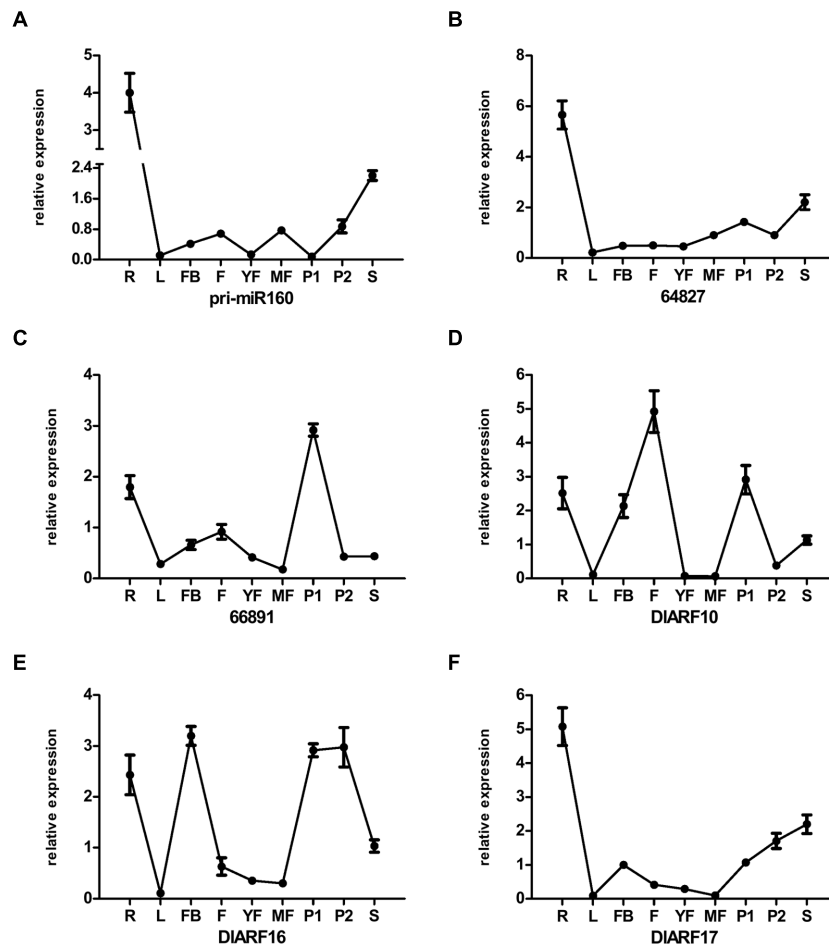 A
relative expression
5
4
3
2.4
1.6
0.8
0.0
R L FB F YF MF P1 P2 S
pri-miR160
B
relative expression
8
6
4
2
0
R L FB F YF MF P1 P2 S
64827
C
relative expression
4
3
2
1
0
R L FB F YF MF P1 P2 S
66891
D
relative expression
6
5
4
3
2
1
0
R L FB F YF MF P1 P2 S
DIARF10
E
relative expression
4
3
2
1
0
R L FB F YF MF P1 P2 S
DIARF16
F
relative expression
6
5
4
3
2
1
0
R L FB F YF MF P1 P2 S
DIARF17